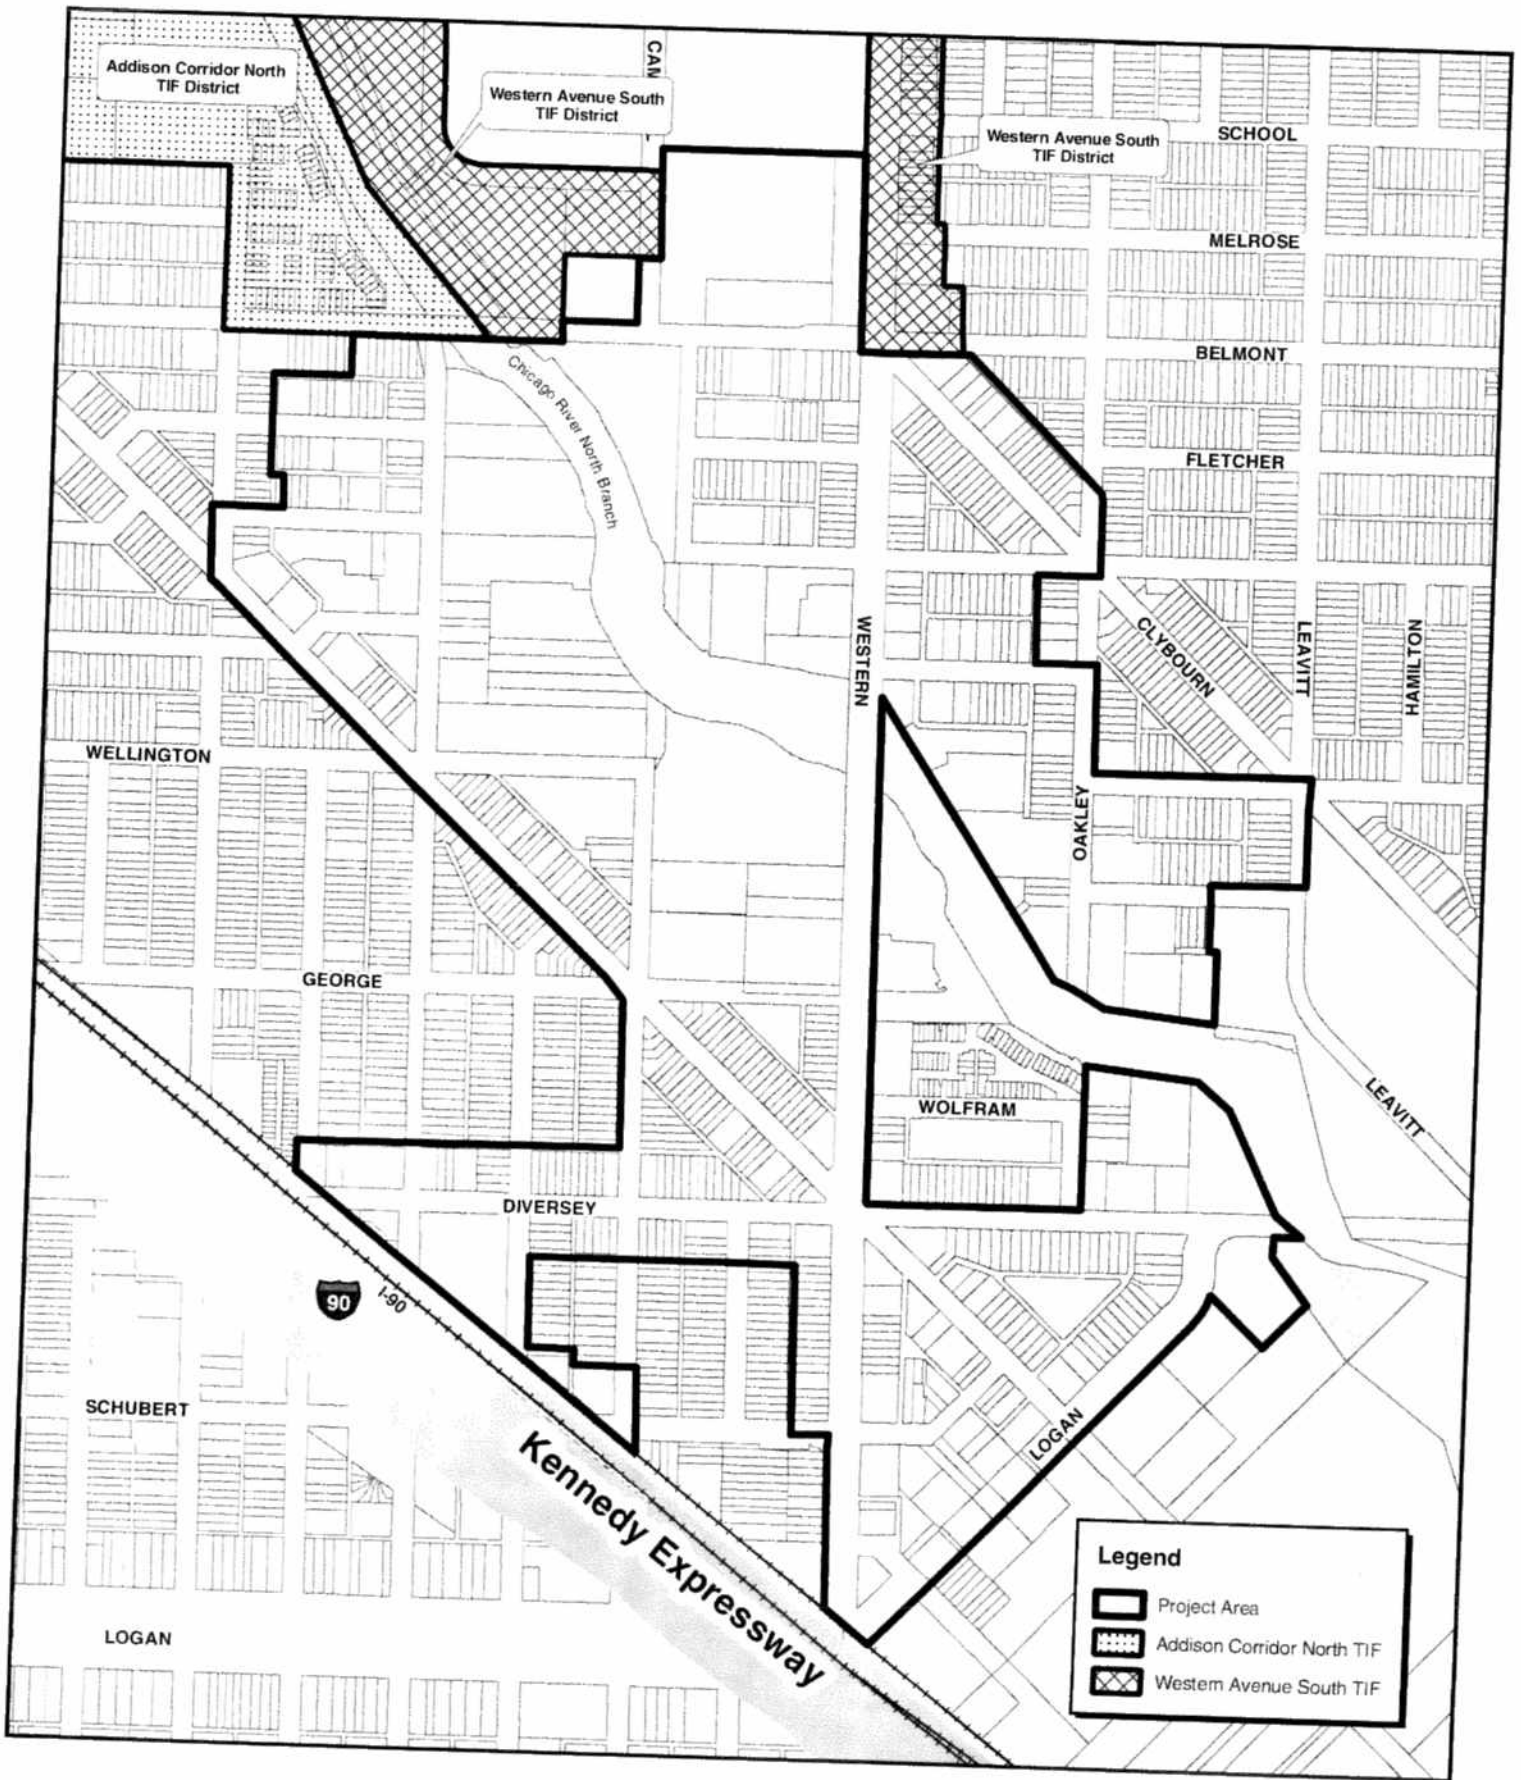 CAN
Addison Corridor North
TIF District
Western Avenue South
TIF District
Western Avenue South
TIF District
SCHOOL
MELROSE
BELMONT
Chicago River North Branch
FLETCHER
WESTERN
CLYBOURN
LEAVITT
HAMILTON
WELLINGTON
OAKLEY
GEORGE
WOLFRAM
LEAVITT
DIVERSEY
90
I-90
SCHUBERT
LOGAN
Kennedy Expressway
LOGAN
Legend
Project Area
Addison Corridor North TIF
Western Avenue South TIF